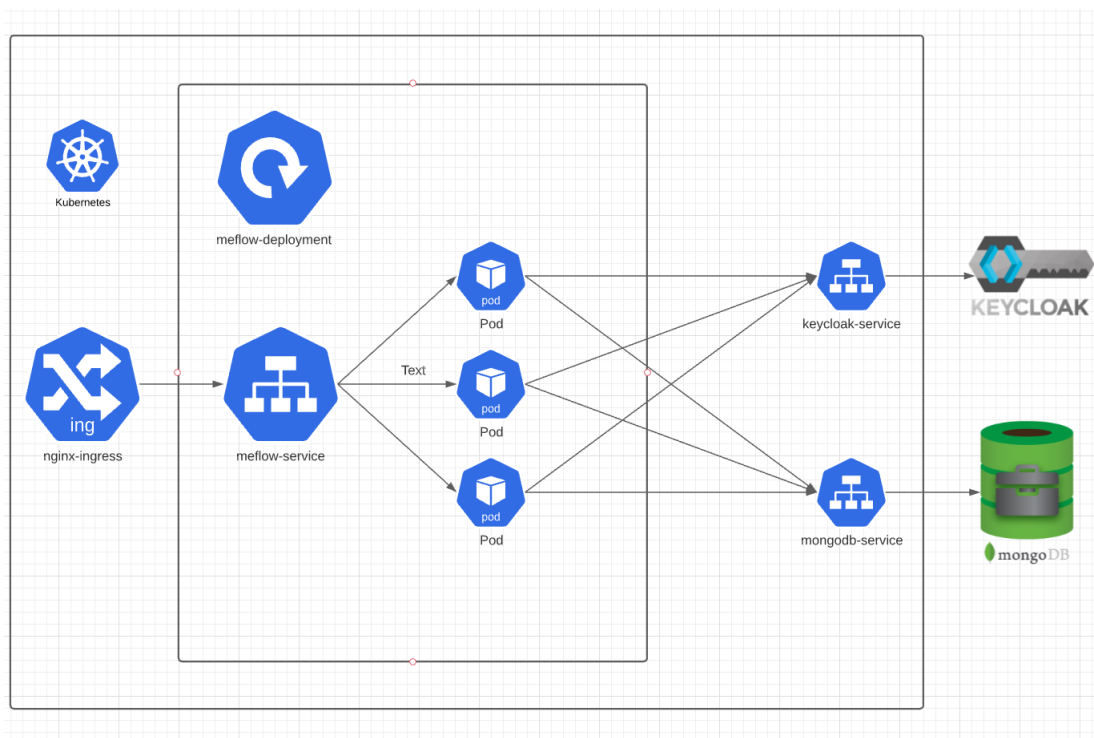 Kubernetes
meflow-deployment
pod
Pod
keycloak-service
KEYCLOAK
ing
nginx-ingress
meflow-service
Text
pod
Pod
pod
Pod
mongodb-service
mongoDB